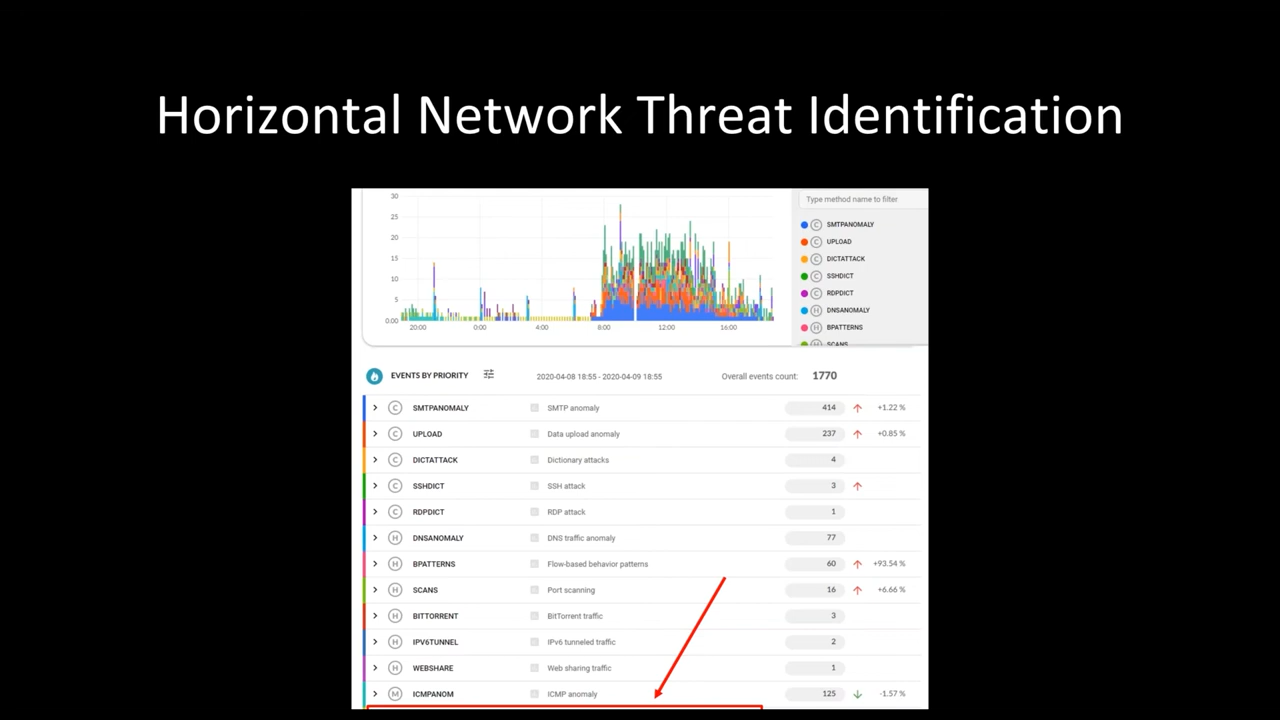 Horizontal Network Threat Identification
30
25
20
15
10
5
0.00
20:00 0:00 4:00 8:00 12:00 16:00
Type method name to filter
C SMTPANOMALY
C UPLOAD
C DICTATTACK
C SSHDICT
C RDPDICT
H DNSANOMALY
H BPATTERNS
H SCANS
EVENTS BY PRIORITY 2020-04-08 18:55 - 2020-04-09 18:55 Overall events count: 1770
C SMTPANOMALY SMTP anomaly 414 +1.22 %
C UPLOAD Data upload anomaly 237 +0.85 %
C DICTATTACK Dictionary attacks 4
C SSHDICT SSH attack 3
C RDPDICT RDP attack 1
H DNSANOMALY DNS traffic anomaly 77
H BPATTERNS Flow-based behavior patterns 60 +93.54 %
H SCANS Port scanning 16 +6.66 %
H BITTORRENT BitTorrent traffic 3
H IPV6TUNNEL IPv6 tunneled traffic 2
H WEBSHARE Web sharing traffic 1
M ICMPANOM ICMP anomaly 125 -1.57 %